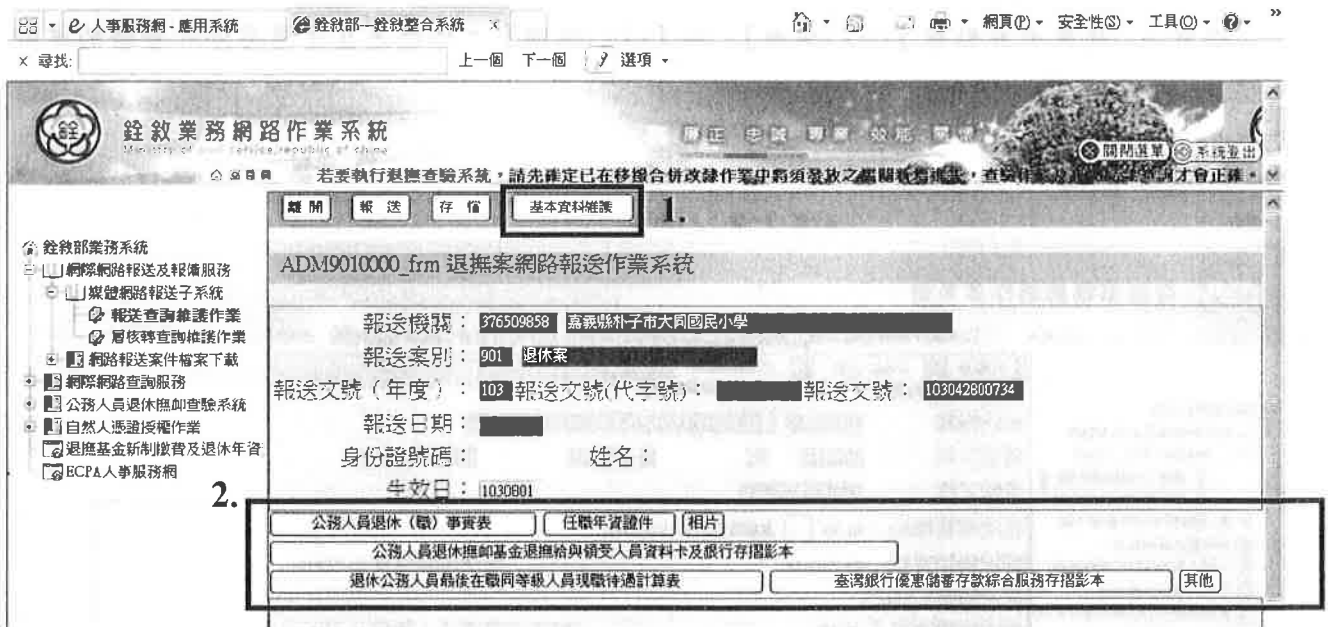 人事服務網 - 應用系統
銓敘部--銓敘整合系統 ×
網頁(P) 安全性(S) 工具(O) »
× 尋找: 上一個 下一個 選項
銓敘業務網路作業系統
關閉選單 系統登出
若要執行退撫查驗系統,請先確定已在移撥合併改隸作業中將須發放之機關
離開 報送 存檔 基本資料維護 1.
銓敘部業務系統
網際網路報送及報備服務
媒體網路報送子系統
報送查詢維護作業
層核轉查詢維護作業
網路報送案件檔案下載
網際網路查詢服務
公務人員退休撫卹查驗系統
自然人憑證授權作業
退撫基金新制繳費及退休年資
ECPA人事服務網
ADM9010000_frm 退撫案網路報送作業系統
報送機關: 376509858 嘉義縣朴子市大同國民小學
報送案別: 901 退休案
報送文號(年度): 103 報送文號(代字號): 報送文號: 103042800734
報送日期:
身份證號碼: 姓名:
生效日: 1030801
2.
公務人員退休(職)事實表 任職年資證件 相片
公務人員退休撫卹基金退撫給與領受人員資料卡及銀行存摺影本
退休公務人員最後在職同等級人員現職待遇計算表 臺灣銀行優惠儲蓄存款綜合服務存摺影本 其他